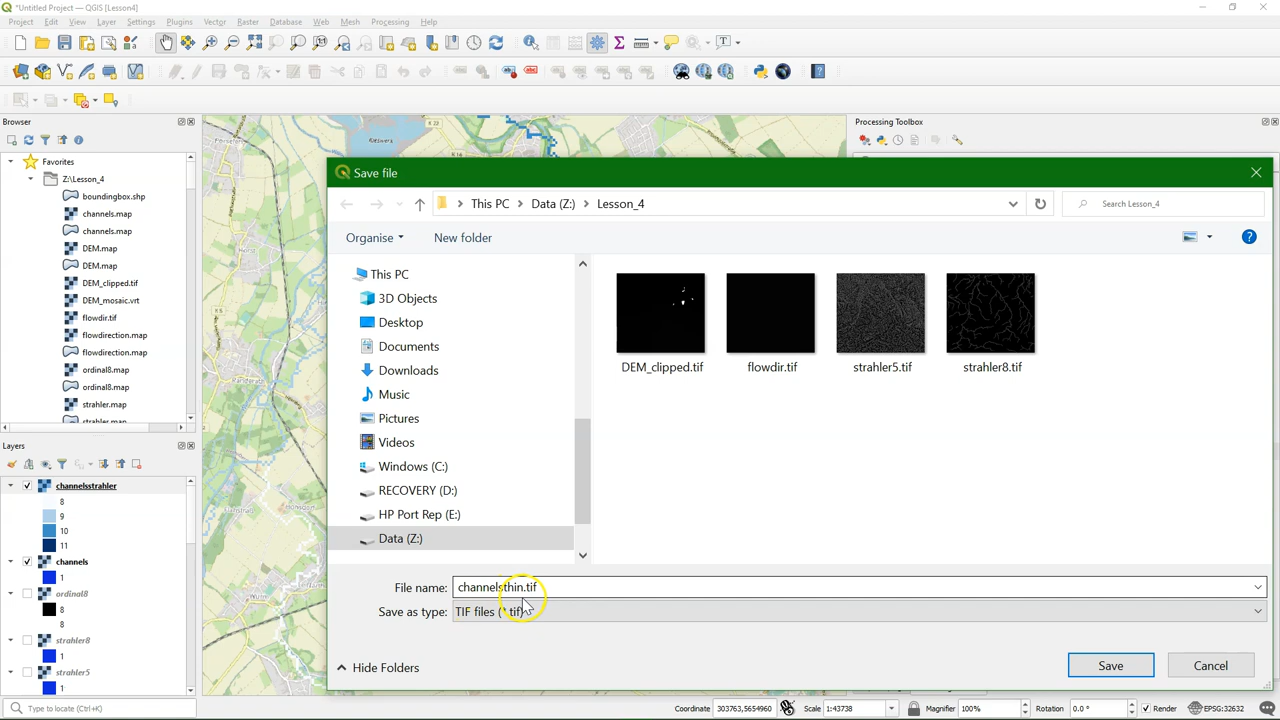 *Untitled Project — QGIS [Lesson4]
Project Edit View Layer Settings Plugins Vector Raster Database Web Mesh Processing Help
Browser
Favorites
Z:\Lesson_4
boundingbox.shp
channels.map
channels.map
DEM.map
DEM.map
DEM_clipped.tif
DEM_mosaic.vrt
flowdir.tif
flowdirection.map
flowdirection.map
ordinal8.map
ordinal8.map
strahler.map
strahler.map
Layers
channelsstrahler
8
9
10
11
channels
1
ordinal8
8
8
strahler8
1
strahler5
1
Processing Toolbox
Save file
This PC
Data (Z:)
Lesson_4
Search Lesson_4
Organise
New folder
This PC
3D Objects
Desktop
Documents
Downloads
Music
Pictures
Videos
Windows (C:)
RECOVERY (D:)
HP Port Rep (E:)
Data (Z:)
DEM_clipped.tif
flowdir.tif
strahler5.tif
strahler8.tif
File name: channelsthin.tif
Save as type: TIF files (*.tif)
Hide Folders
Save
Cancel
Type to locate (Ctrl+K)
Coordinate 303763,5654960 Scale 1:43738 Magnifier 100% Rotation 0.0 ° Render EPSG:32632